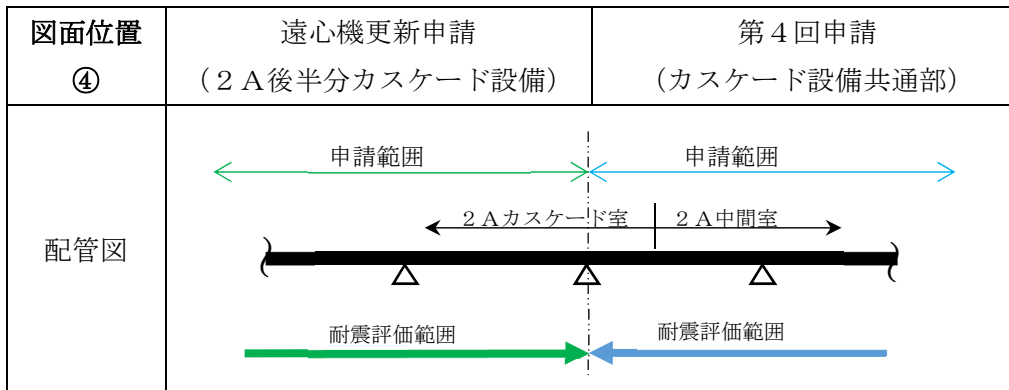 図面位置
④
遠心機更新申請
（２Ａ後半分カスケード設備）
第４回申請
（カスケード設備共通部）
配管図
申請範囲
申請範囲
２Ａカスケード室
２Ａ中間室
耐震評価範囲
耐震評価範囲